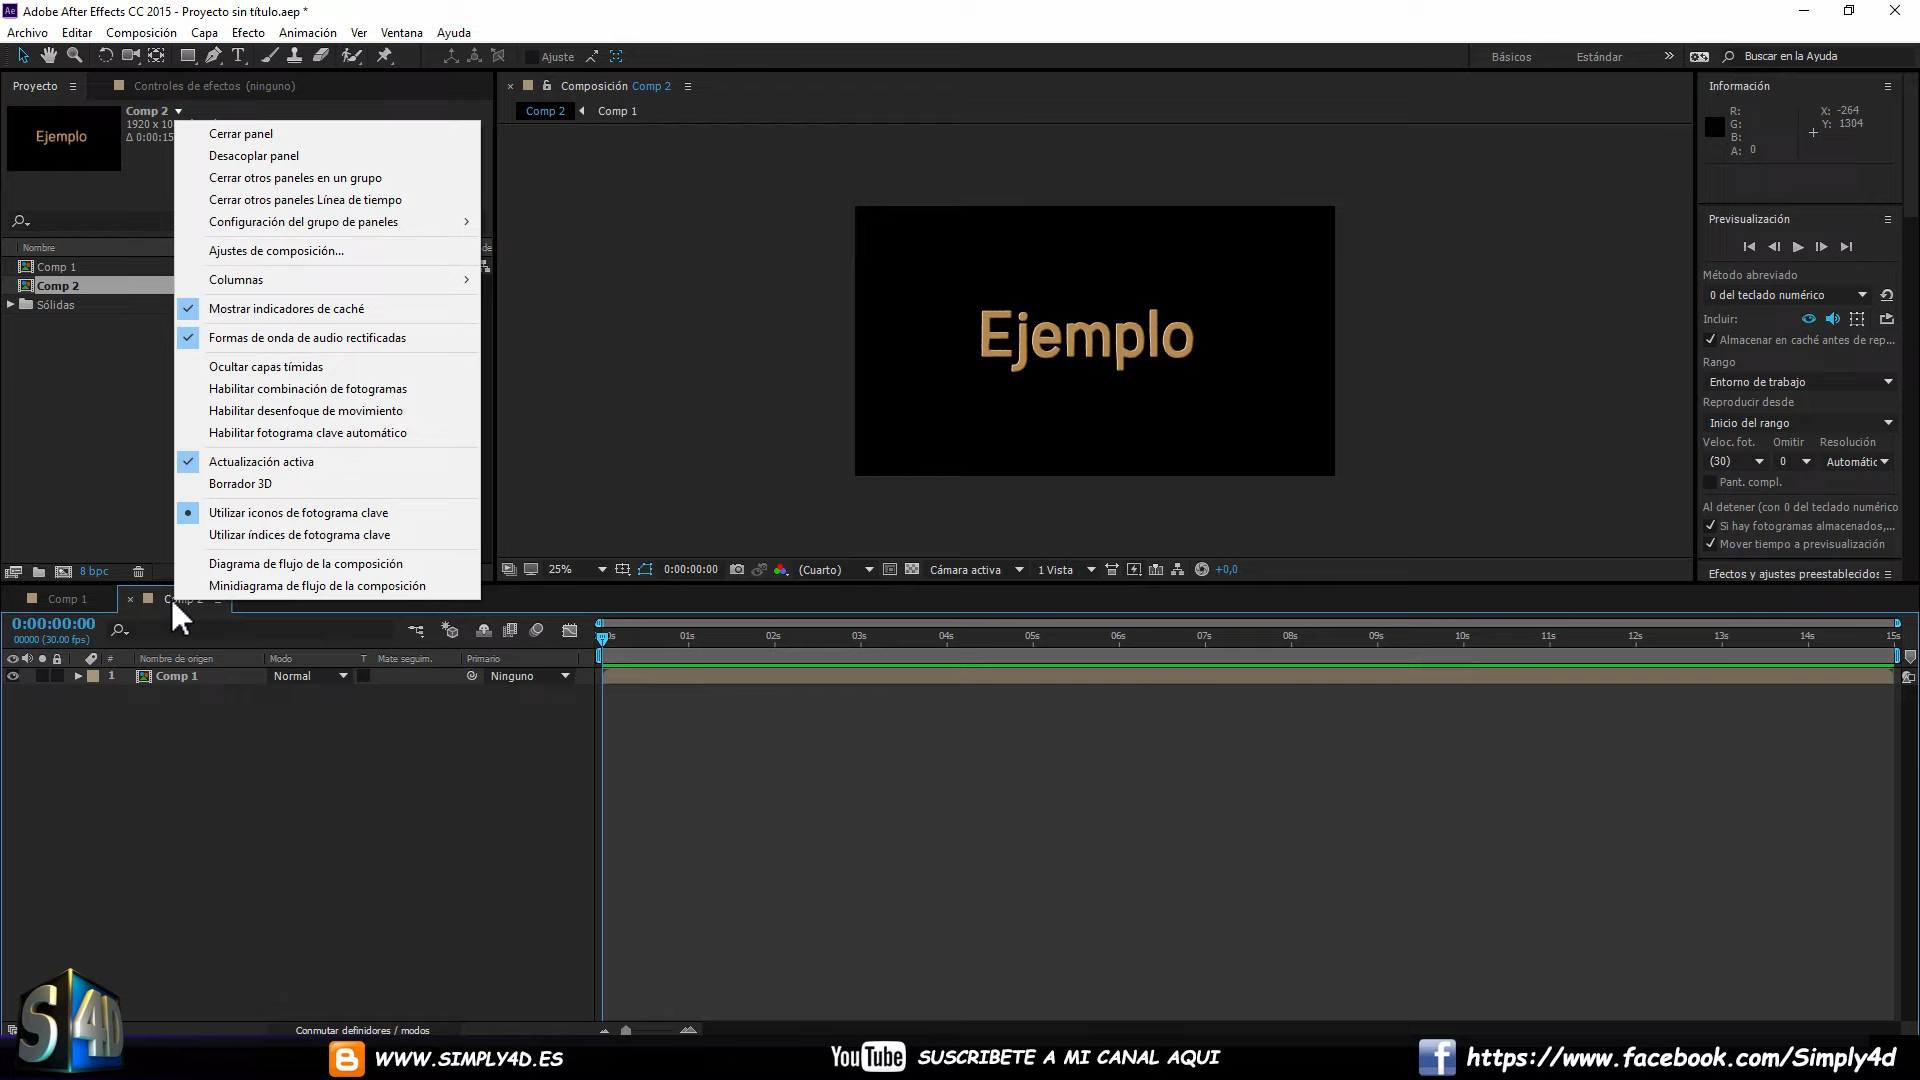 Adobe After Effects CC 2015 - Proyecto sin título.aep *
Archivo Editar Composición Capa Efecto Animación Ver Ventana Ayuda
Ajuste Básicos Estándar Buscar en la Ayuda
Proyecto Controles de efectos (ninguno)
Comp 2
1920 x 10
Δ 0:00:15
Ejemplo
Nombre
Comp 1
Comp 2
Sólidas
8 bpc
Cerrar panel
Desacoplar panel
Cerrar otros paneles en un grupo
Cerrar otros paneles Línea de tiempo
Configuración del grupo de paneles
Ajustes de composición...
Columnas
Mostrar indicadores de caché
Formas de onda de audio rectificadas
Ocultar capas tímidas
Habilitar combinación de fotogramas
Habilitar desenfoque de movimiento
Habilitar fotograma clave automático
Actualización activa
Borrador 3D
Utilizar iconos de fotograma clave
Utilizar índices de fotograma clave
Diagrama de flujo de la composición
Minidiagrama de flujo de la composición
Composición Comp 2
Comp 2 Comp 1
Ejemplo
25% 0:00:00:00 (Cuarto) Cámara activa 1 Vista +0,0
Información
R: X: -264
G: Y: 1304
B:
A: 0
Previsualización
Método abreviado
0 del teclado numérico
Incluir:
Almacenar en caché antes de rep...
Rango
Entorno de trabajo
Reproducir desde
Inicio del rango
Veloc. fot. Omitir Resolución
(30) 0 Automátic
Pant. compl.
Al detener (con 0 del teclado numérico
Si hay fotogramas almacenados,...
Mover tiempo a previsualización
Efectos y ajustes preestablecidos
Comp 1
0:00:00:00
00000 (30.00 fps)
01s 02s 03s 04s 05s 06s 07s 08s 09s 10s 11s 12s 13s 14s 15s
# Nombre de origen Modo T Mate seguim. Primario
1 Comp 1 Normal Ninguno
Conmutar definidores / modos
S 4D
WWW.SIMPLY4D.ES
YouTube SUSCRIBETE A MI CANAL AQUI
https://www.facebook.com/Simply4d